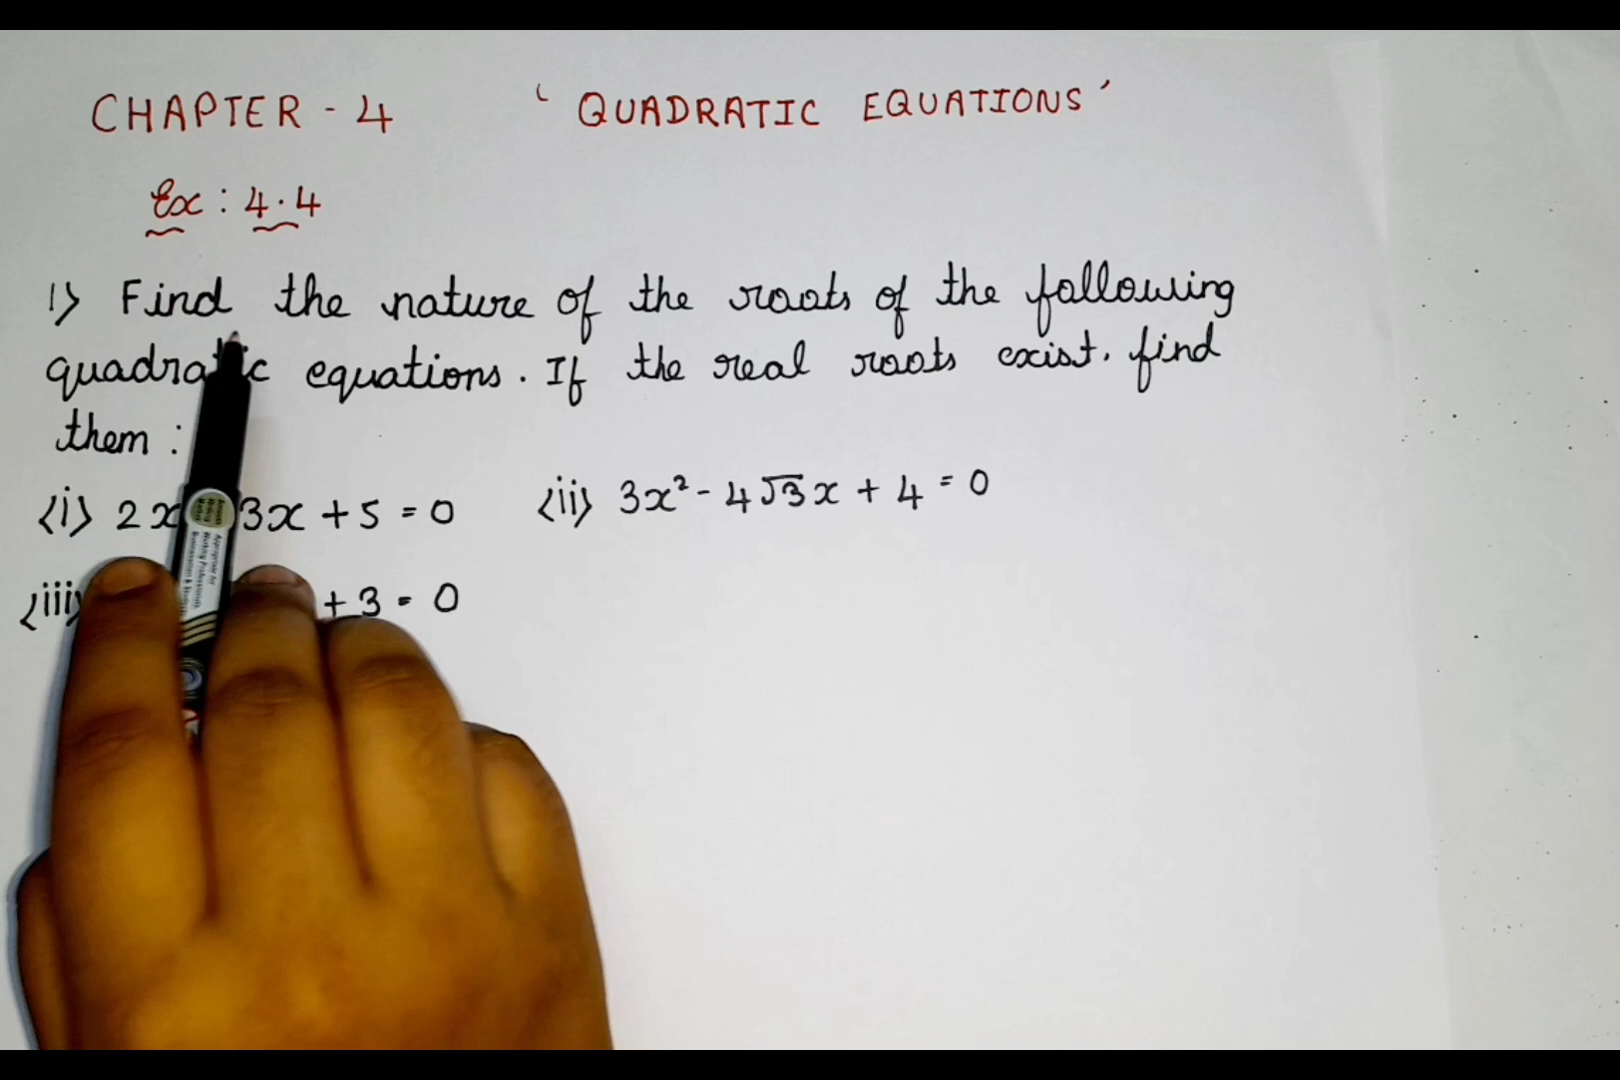 CHAPTER - 4 ‘ QUADRATIC EQUATIONS ’
Ex : 4.4
1) Find the nature of the roots of the following
equations. If the real roots exist, find
them :
(i) 2x 3x + 5 = 0 (ii) 3x² - 4√3x + 4 = 0
(iii) + 3 = 0